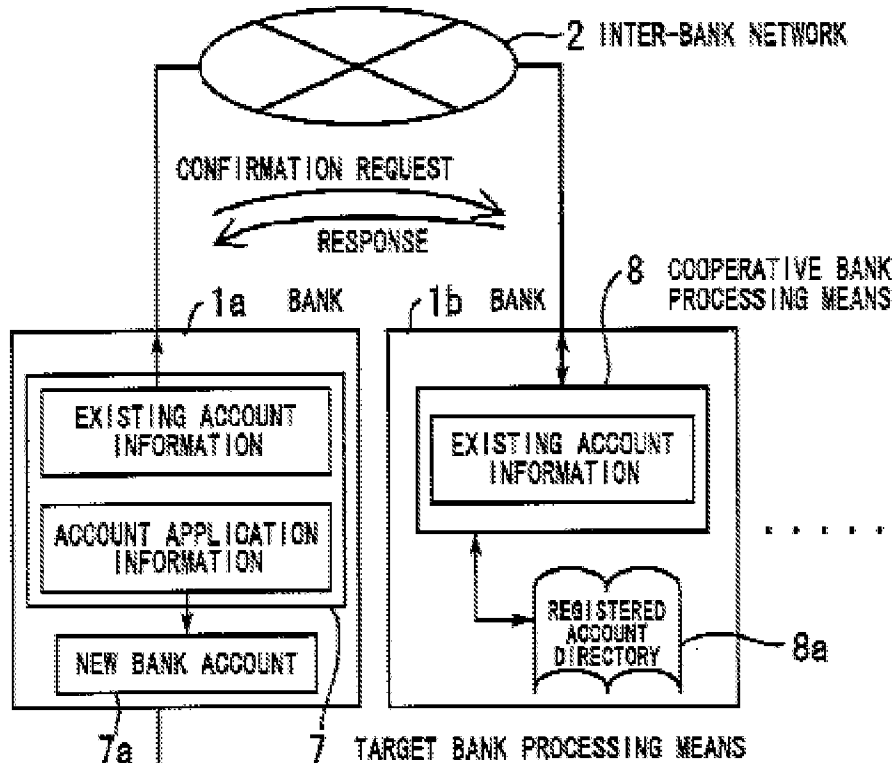 2 INTER-BANK NETWORK
CONFIRMATION REQUEST
RESPONSE
8 COOPERATIVE BANK
PROCESSING MEANS
1a BANK
1b BANK
EXISTING ACCOUNT
INFORMATION
ACCOUNT APPLICATION
INFORMATION
NEW BANK ACCOUNT
EXISTING ACCOUNT
INFORMATION
REGISTERED
ACCOUNT
DIRECTORY
8a
7a
7 TARGET BANK PROCESSING MEANS